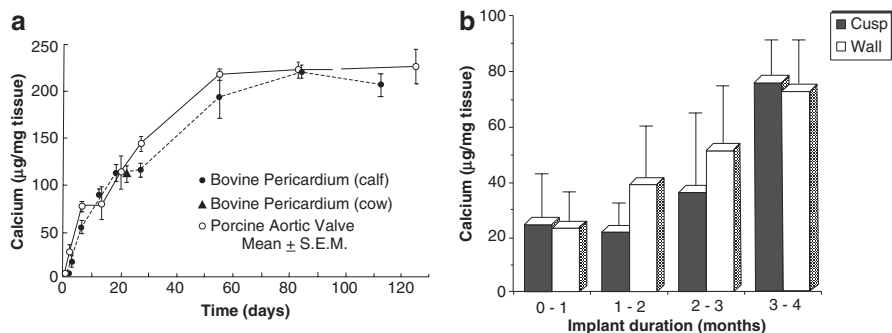 a
Calcium (µg/mg tissue)
250
200
150
100
50
0
0
20
40
60
80
100
120
Time (days)
Bovine Pericardium (calf)
Bovine Pericardium (cow)
Porcine Aortic Valve
Mean ± S.E.M.
b
Calcium (µg/mg tissue)
100
80
60
40
20
0
0 - 1
1 - 2
2 - 3
3 - 4
Implant duration (months)
Cusp
Wall